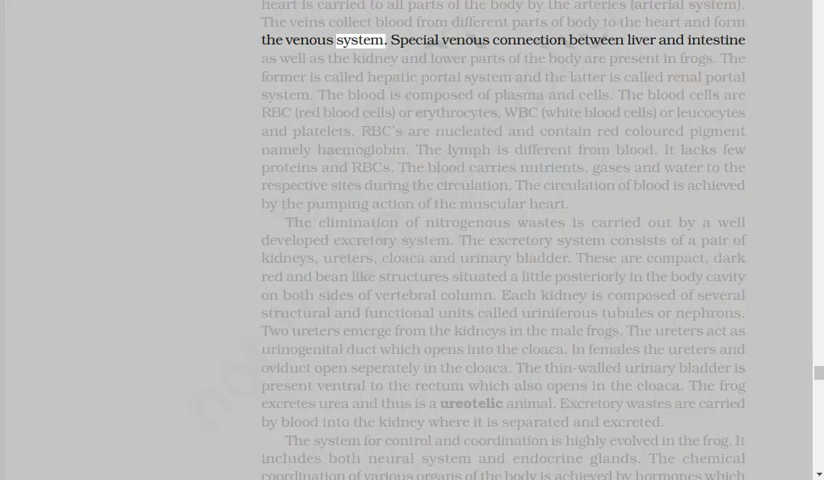 heart is carried to all parts of the body by the arteries (arterial system).
The veins collect blood from different parts of body to the heart and form
the venous system. Special venous connection between liver and intestine
as well as the kidney and lower parts of the body are present in frogs. The
former is called hepatic portal system and the latter is called renal portal
system. The blood is composed of plasma and cells. The blood cells are
RBC (red blood cells) or erythrocytes, WBC (white blood cells) or leucocytes
and platelets. RBC's are nucleated and contain red coloured pigment
namely haemoglobin. The lymph is different from blood. It lacks few
proteins and RBCs. The blood carries nutrients, gases and water to the
respective sites during the circulation. The circulation of blood is achieved
by the pumping action of the muscular heart.
The elimination of nitrogenous wastes is carried out by a well
developed excretory system. The excretory system consists of a pair of
kidneys, ureters, cloaca and urinary bladder. These are compact, dark
red and bean like structures situated a little posteriorly in the body cavity
on both sides of vertebral column. Each kidney is composed of several
structural and functional units called uriniferous tubules or nephrons.
Two ureters emerge from the kidneys in the male frogs. The ureters act as
urinogenital duct which opens into the cloaca. In females the ureters and
oviduct open seperately in the cloaca. The thin-walled urinary bladder is
present ventral to the rectum which also opens in the cloaca. The frog
excretes urea and thus is a ureotelic animal. Excretory wastes are carried
by blood into the kidney where it is separated and excreted.
The system for control and coordination is highly evolved in the frog. It
includes both neural system and endocrine glands. The chemical
coordination of various organs of the body is achieved by hormones which